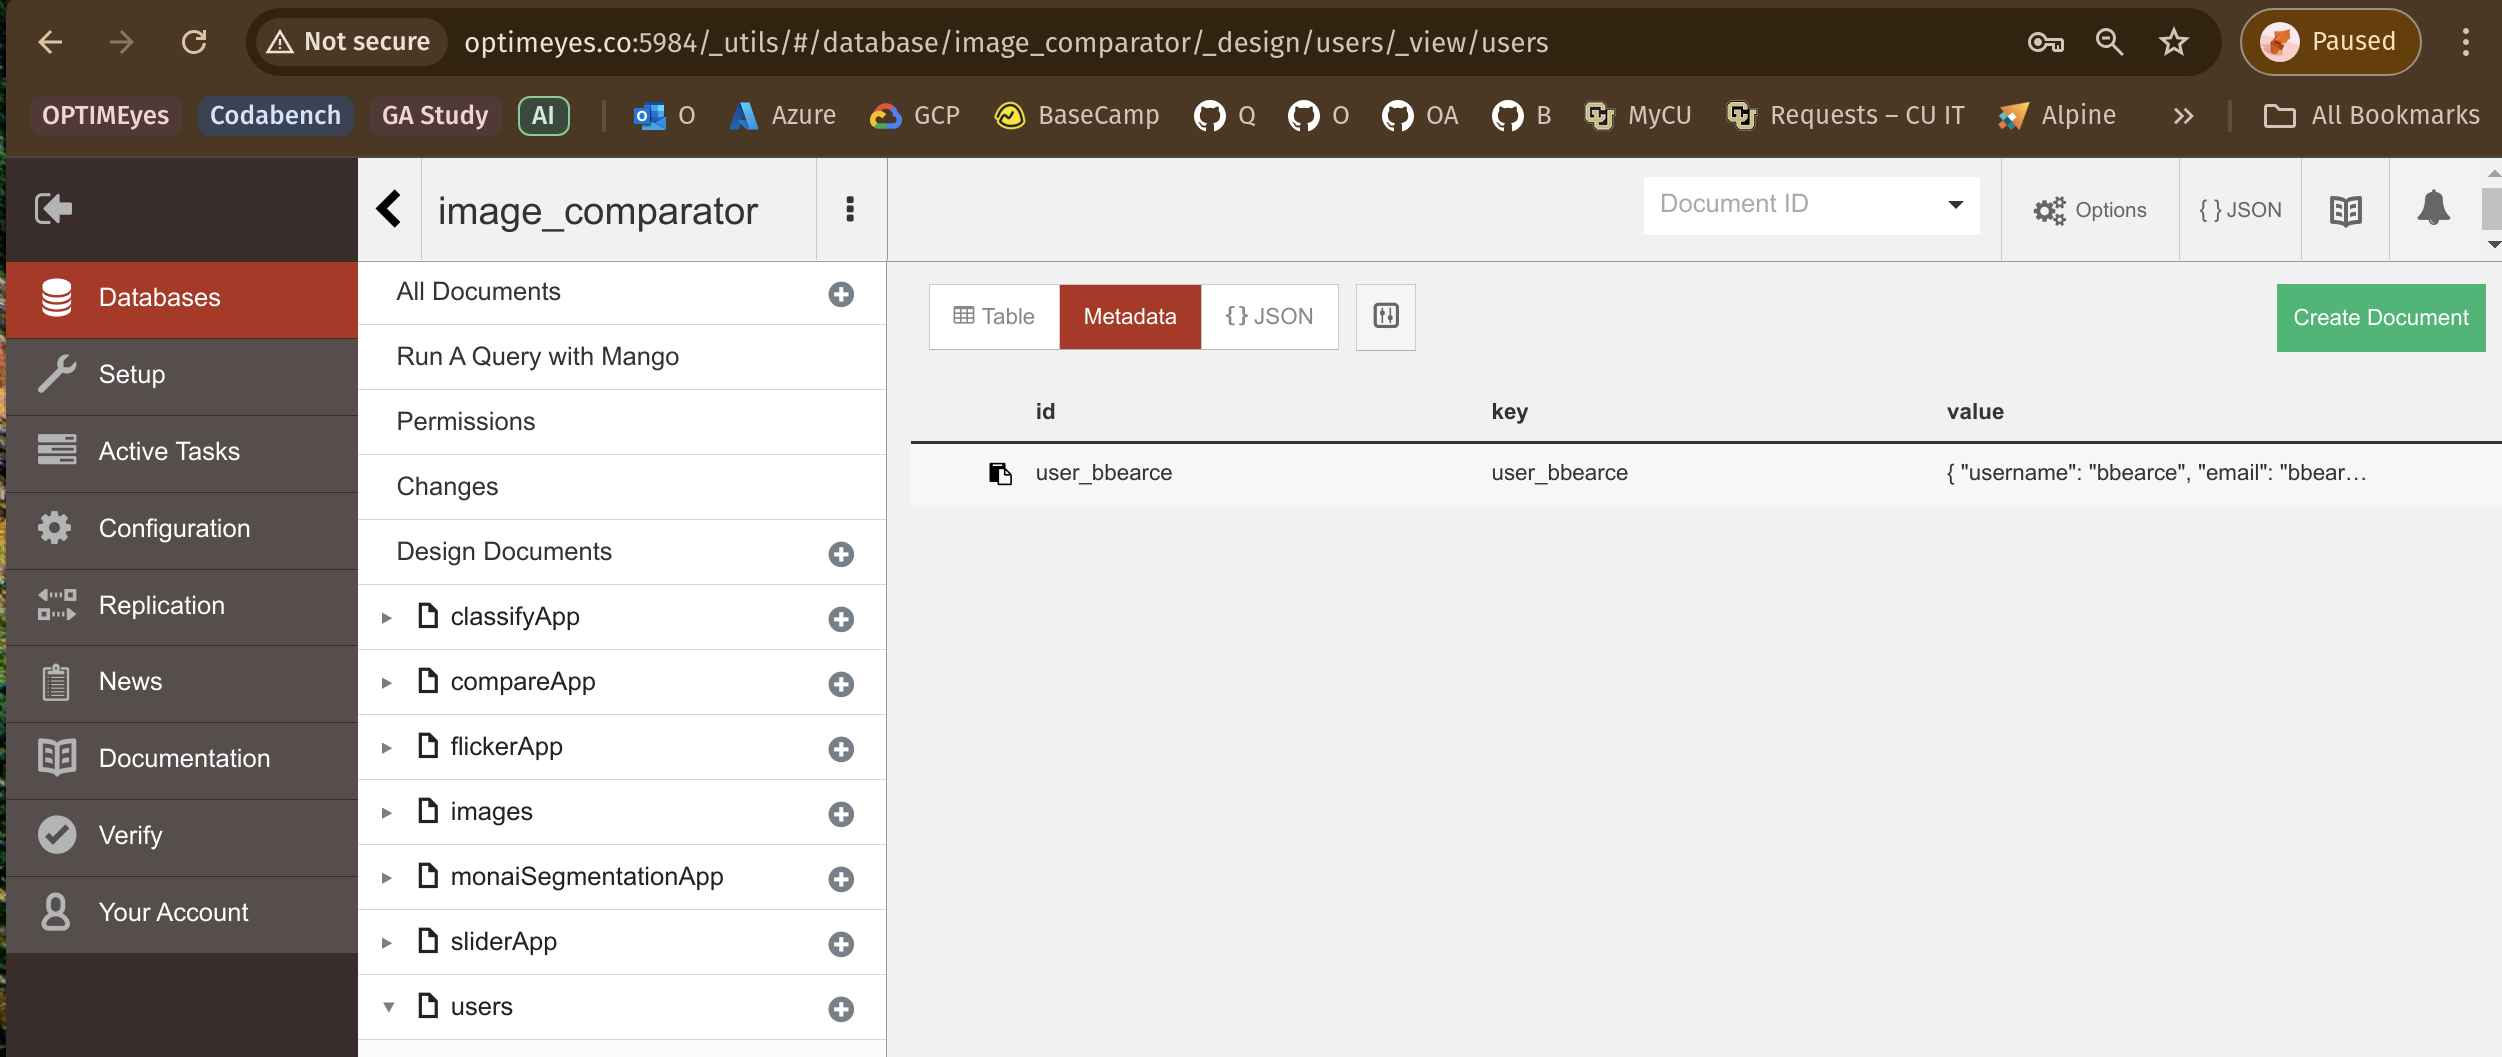 Not secure optimeyes.co:5984/_utils/#/database/image_comparator/_design/users/_view/users Paused
OPTIMEyes Codabench GA Study AI O Azure GCP BaseCamp Q O OA B MyCU Requests – CU IT Alpine » All Bookmarks
image_comparator Document ID Options { } JSON
Databases
Setup
Active Tasks
Configuration
Replication
News
Documentation
Verify
Your Account
All Documents
Run A Query with Mango
Permissions
Changes
Design Documents
classifyApp
compareApp
flickerApp
images
monaiSegmentationApp
sliderApp
users
Table Metadata {} JSON Create Document
id key value
user_bbearce user_bbearce { "username": "bbearce", "email": "bbear…